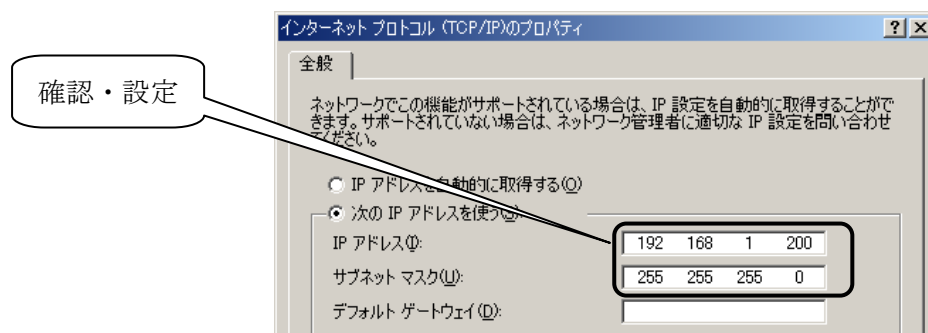 インターネット プロトコル (TCP/IP)のプロパティ
? ×
全般
確認・設定
ネットワークでこの機能がサポートされている場合は、IP 設定を自動的に取得することがで
きます。サポートされていない場合は、ネットワーク管理者に適切な IP 設定を問い合わせ
てください。
IP アドレスを自動的に取得する(O)
次の IP アドレスを使う(S):
IP アドレス(I): 192 168 1 200
サブネット マスク(U): 255 255 255 0
デフォルト ゲートウェイ(D):